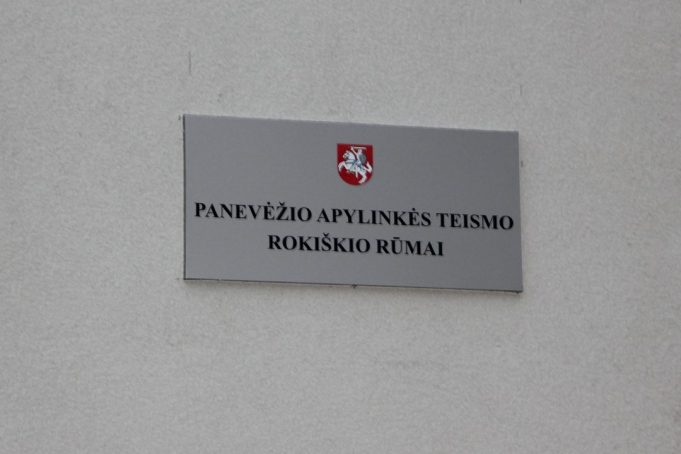 PANEVĖŽIO APYLINKĖS TEISMO
ROKIŠKIO RŪMAI